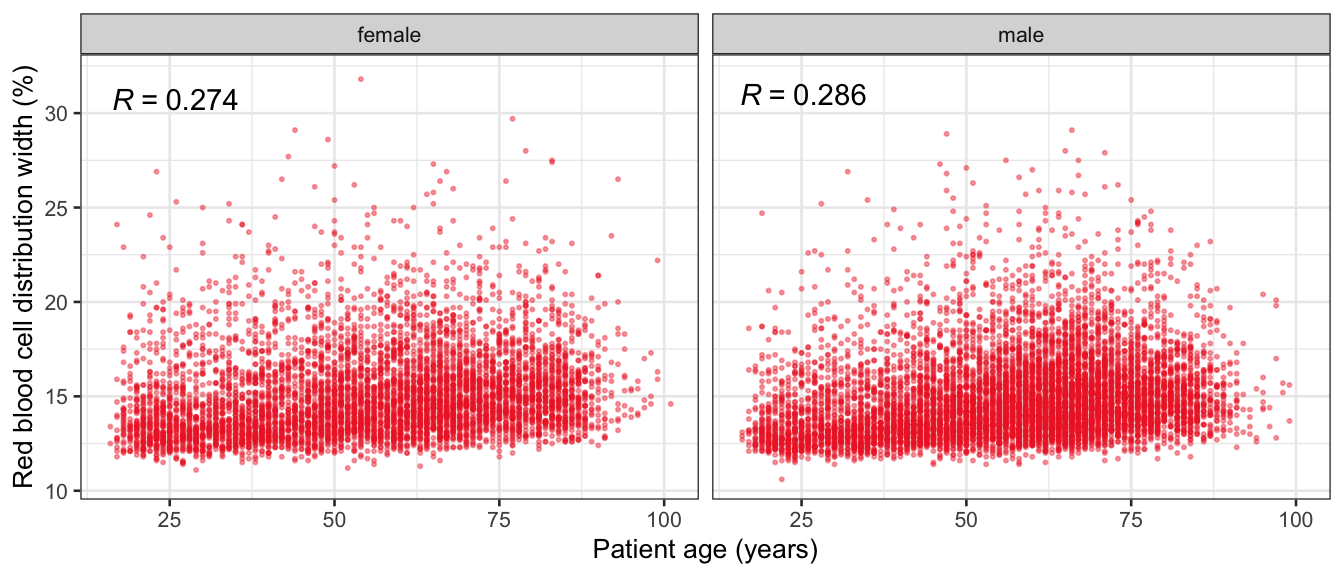 female
male
Red blood cell distribution width (%)
30
25
20
15
10
R = 0.274
R = 0.286
25 50 75 100
25 50 75 100
Patient age (years)